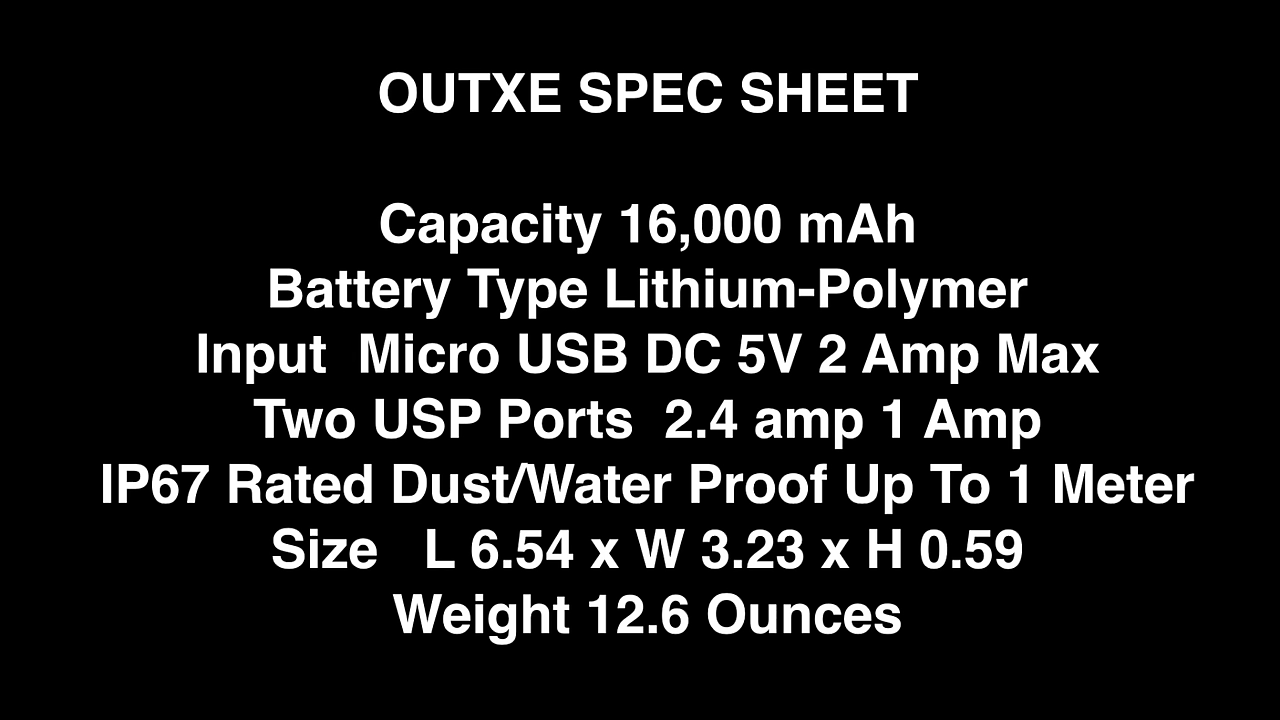 OUTXE SPEC SHEET
Capacity 16,000 mAh
Battery Type Lithium-Polymer
Input  Micro USB DC 5V 2 Amp Max
Two USP Ports  2.4 amp 1 Amp
IP67 Rated Dust/Water Proof Up To 1 Meter
Size   L 6.54 x W 3.23 x H 0.59
Weight 12.6 Ounces